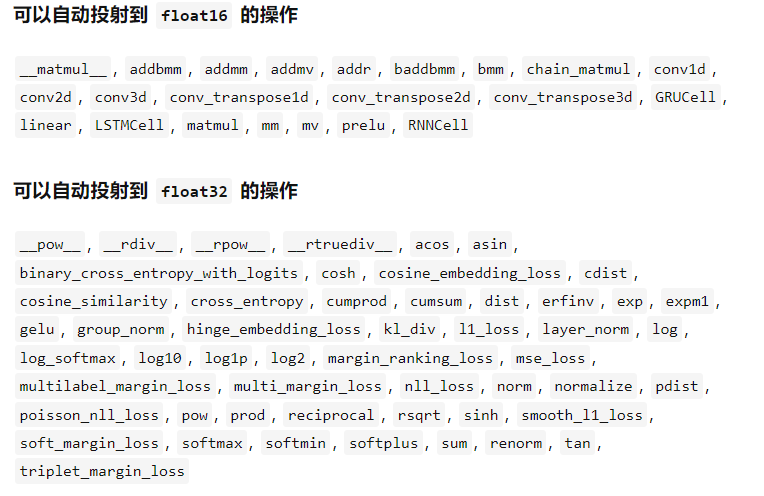 可以自动投射到 float16 的操作
__matmul__, addbmm, addmm, addmv, addr, baddbmm, bmm, chain_matmul, conv1d,
conv2d, conv3d, conv_transpose1d, conv_transpose2d, conv_transpose3d, GRUCell,
linear, LSTMCell, matmul, mm, mv, prelu, RNNCell
可以自动投射到 float32 的操作
__pow__, __rdiv__, __rpow__, __rtruediv__, acos, asin,
binary_cross_entropy_with_logits, cosh, cosine_embedding_loss, cdist,
cosine_similarity, cross_entropy, cumprod, cumsum, dist, erfinv, exp, expm1,
gelu, group_norm, hinge_embedding_loss, kl_div, l1_loss, layer_norm, log,
log_softmax, log10, log1p, log2, margin_ranking_loss, mse_loss,
multilabel_margin_loss, multi_margin_loss, nll_loss, norm, normalize, pdist,
poisson_nll_loss, pow, prod, reciprocal, rsqrt, sinh, smooth_l1_loss,
soft_margin_loss, softmax, softmin, softplus, sum, renorm, tan,
triplet_margin_loss